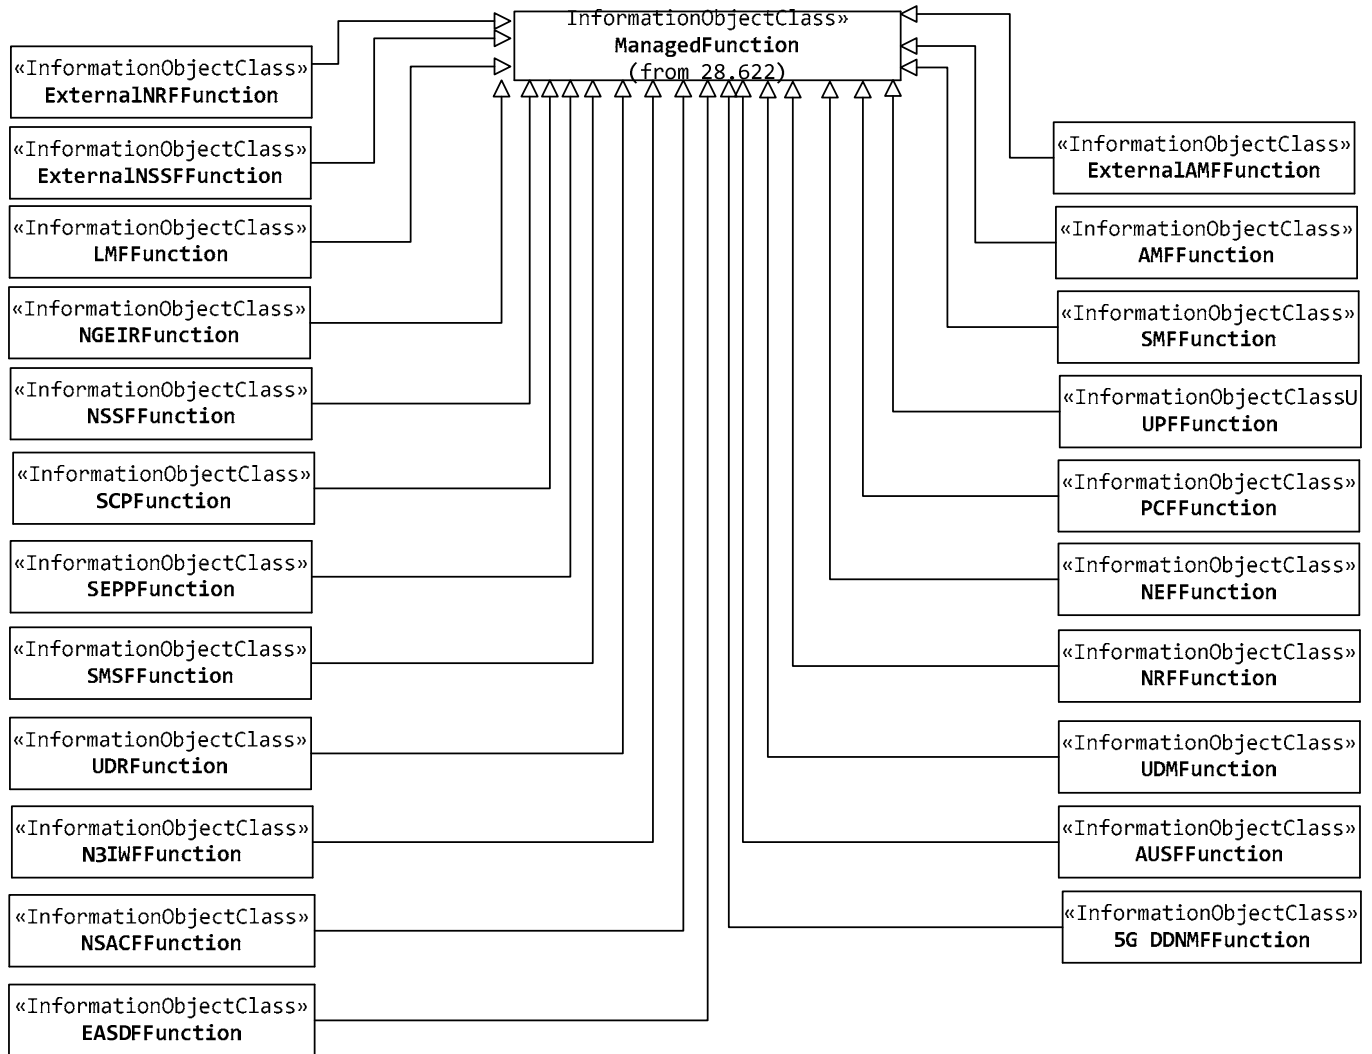 InformationObjectClass»
ManagedFunction
(from 28.622)
«InformationObjectClass»
ExternalNRFFunction
«InformationObjectClass»
ExternalNSSFFunction
«InformationObjectClass»
LMFFunction
«InformationObjectClass»
NGEIRFunction
«InformationObjectClass»
NSSFFunction
«InformationObjectClass»
SCPFunction
«InformationObjectClass»
SEPPFunction
«InformationObjectClass»
SMSFFunction
«InformationObjectClass»
UDRFunction
«InformationObjectClass»
N3IWFFunction
«InformationObjectClass»
NSACFFunction
«InformationObjectClass»
EASDFFunction
«InformationObjectClass»
ExternalAMFFunction
«InformationObjectClass»
AMFFunction
«InformationObjectClass»
SMFFunction
«InformationObjectClassU
UPFFunction
«InformationObjectClass»
PCFFunction
«InformationObjectClass»
NEFFunction
«InformationObjectClass»
NRFFunction
«InformationObjectClass»
UDMFunction
«InformationObjectClass»
AUSFFunction
«InformationObjectClass»
5G DDNMFFunction